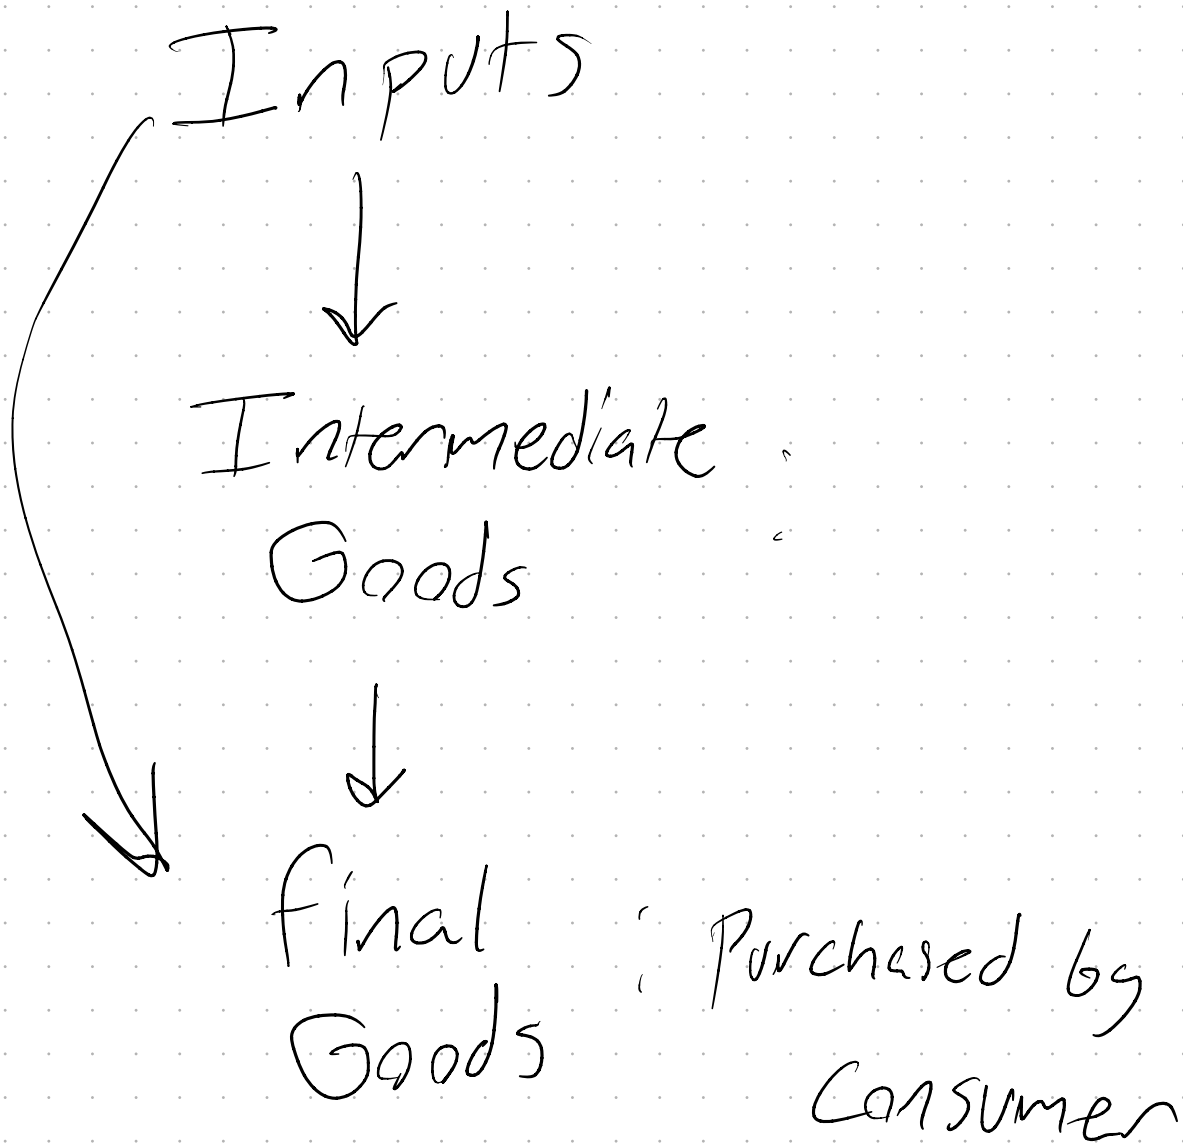 Inputs
Intermediate :
Goods
final : Purchased by
Goods
Consumer